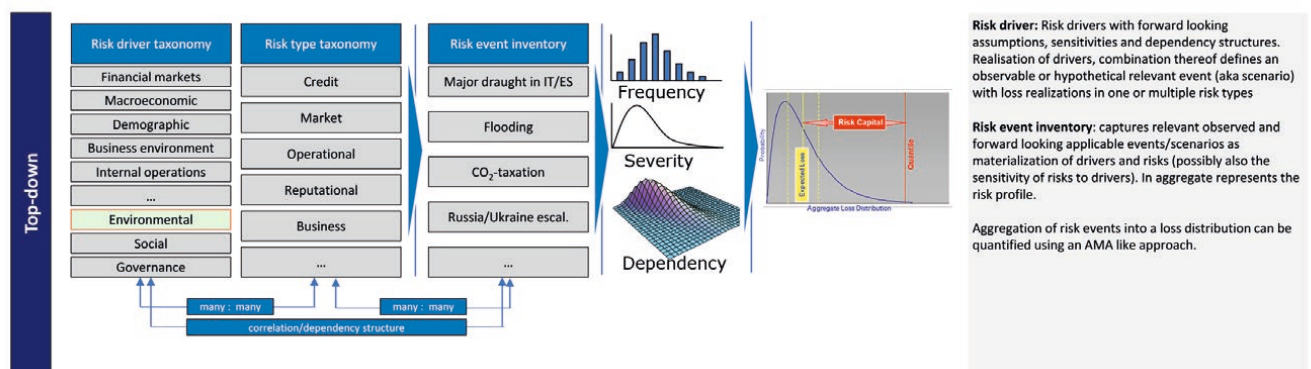 Top-down
Risk driver taxonomy
Financial markets
Macroeconomic
Demographic
Business environment
Internal operations
...
Environmental
Social
Governance
Risk type taxonomy
Credit
Market
Operational
Reputational
Business
...
Risk event inventory
Major draught in IT/ES
Flooding
CO₂-taxation
Russia/Ukraine escal.
...
many : many
many : many
correlation/dependency structure
Frequency
Severity
Dependency
Probability
Expected Loss
Risk Capital
Quantile
Aggregate Loss Distribution
Risk driver: Risk drivers with forward looking
assumptions, sensitivities and dependency structures.
Realisation of drivers, combination thereof defines an
observable or hypothetical relevant event (aka scenario)
with loss realizations in one or multiple risk types
Risk event inventory: captures relevant observed and
forward looking applicable events/scenarios as
materialization of drivers and risks (possibly also the
sensitivity of risks to drivers). In aggregate represents the
risk profile.
Aggregation of risk events into a loss distribution can be
quantified using an AMA like approach.